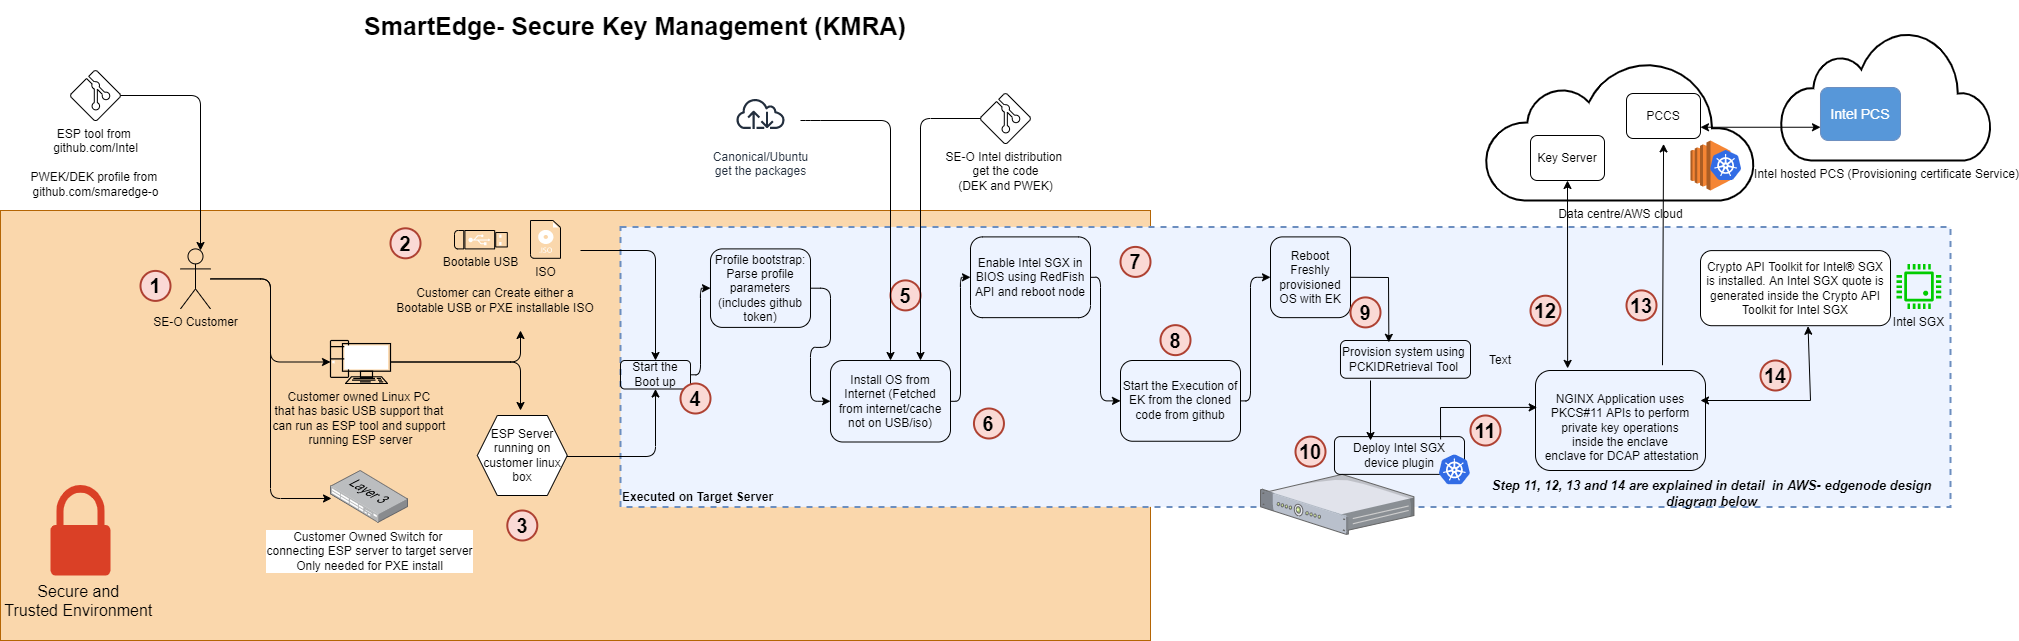 SmartEdge- Secure Key Management (KMRA)
ESP tool from
github.com/Intel
PWEK/DEK profile from
github.com/smaredge-o
1
SE-O Customer
2
Bootable USB
ISO
ISO
Customer can Create either a
Bootable USB or PXE installable ISO
Customer owned Linux PC
that has basic USB support that
can run as ESP tool and support
running ESP server
Layer 3
Customer Owned Switch for
connecting ESP server to target server
Only needed for PXE install
ESP Server
running on
customer linux
box
3
Secure and
Trusted Environment
Start the
Boot up
4
Profile bootstrap:
Parse profile
parameters
(includes github
token)
Canonical/Ubuntu
get the packages
SE-O Intel distribution
get the code
(DEK and PWEK)
5
Install OS from
Internet (Fetched
from internet/cache
not on USB/iso)
6
Enable Intel SGX in
BIOS using RedFish
API and reboot node
7
8
Start the Execution of
EK from the cloned
code from github
Reboot
Freshly
provisioned
OS with EK
9
Provision system using
PCKIDRetrieval Tool
Text
10
Deploy Intel SGX
device plugin
11
Executed on Target Server
NGINX Application uses
PKCS#11 APIs to perform
private key operations
inside the enclave
enclave for DCAP attestation
12
13
14
Key Server
PCCS
Intel PCS
Intel hosted PCS (Provisioning certificate Service)
Data centre/AWS cloud
Crypto API Toolkit for Intel® SGX
is installed. An Intel SGX quote is
generated inside the Crypto API
Toolkit for Intel SGX
Intel SGX
Step 11, 12, 13 and 14 are explained in detail in AWS- edgenode design
diagram below